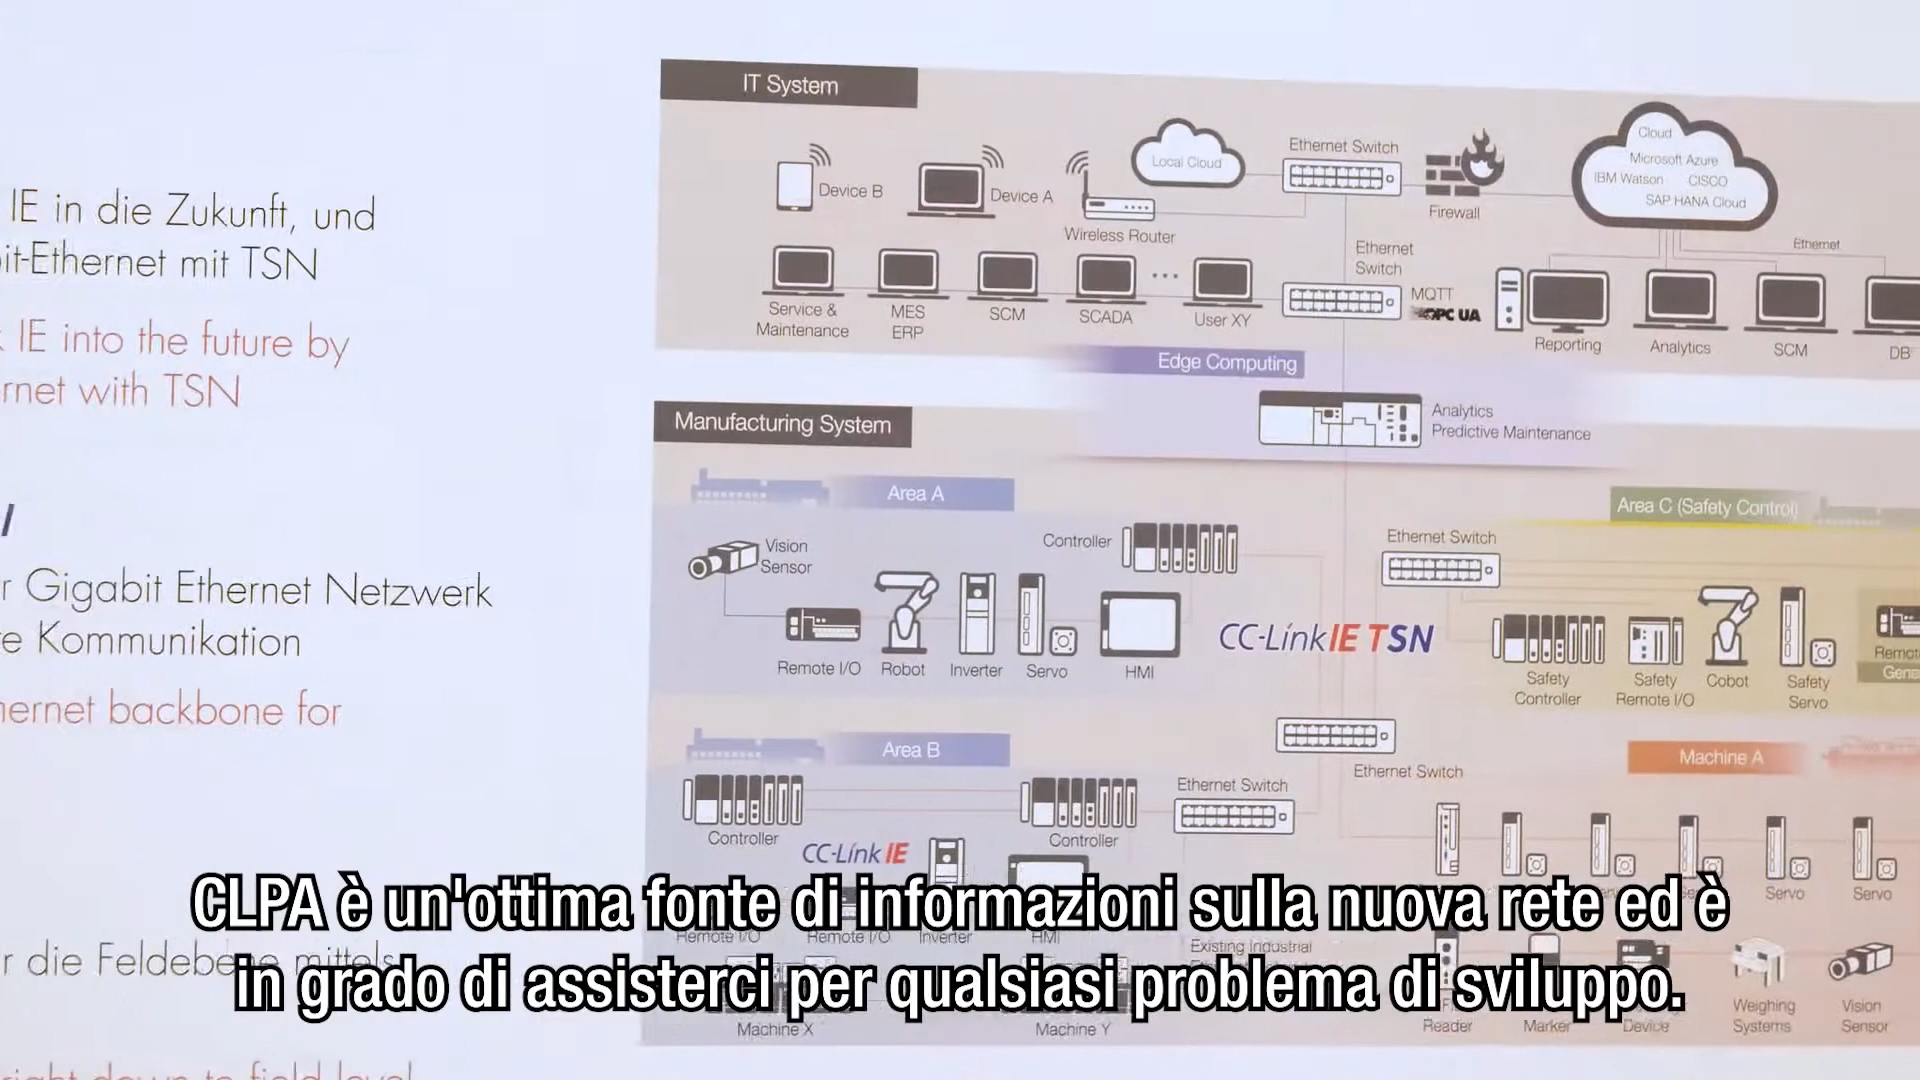 IE in die Zukunft, und
it-Ethernet mit TSN
IE into the future by
rnet with TSN
r Gigabit Ethernet Netzwerk
e Kommunikation
ernet backbone for
r die Feldebene mittels
right down to field level
IT System
Device B
Device A
Wireless Router
Local Cloud
Ethernet Switch
Firewall
Cloud
Microsoft Azure
IBM Watson CISCO
SAP HANA Cloud
Ethernet
Service &
Maintenance
MES
ERP
SCM
SCADA
User XY
Ethernet
Switch
MQTT
OPC UA
Reporting
Analytics
SCM
DB
Edge Computing
Analytics
Predictive Maintenance
Manufacturing System
Area A
Vision
Sensor
Controller
Remote I/O
Robot
Inverter
Servo
HMI
CC-Link IE TSN
Area C (Safety Control)
Ethernet Switch
Safety
Controller
Safety
Remote I/O
Cobot
Safety
Servo
Area B
Controller
Controller
Ethernet Switch
Ethernet Switch
CC-Link IE
Remote I/O
Remote I/O
Inverter
HMI
Existing Industrial
Machine X
Machine Y
Machine A
Servo
Servo
Reader
Marker
Device
Weighing
Systems
Vision
Sensor
CLPA è un'ottima fonte di informazioni sulla nuova rete ed è
in grado di assisterci per qualsiasi problema di sviluppo.